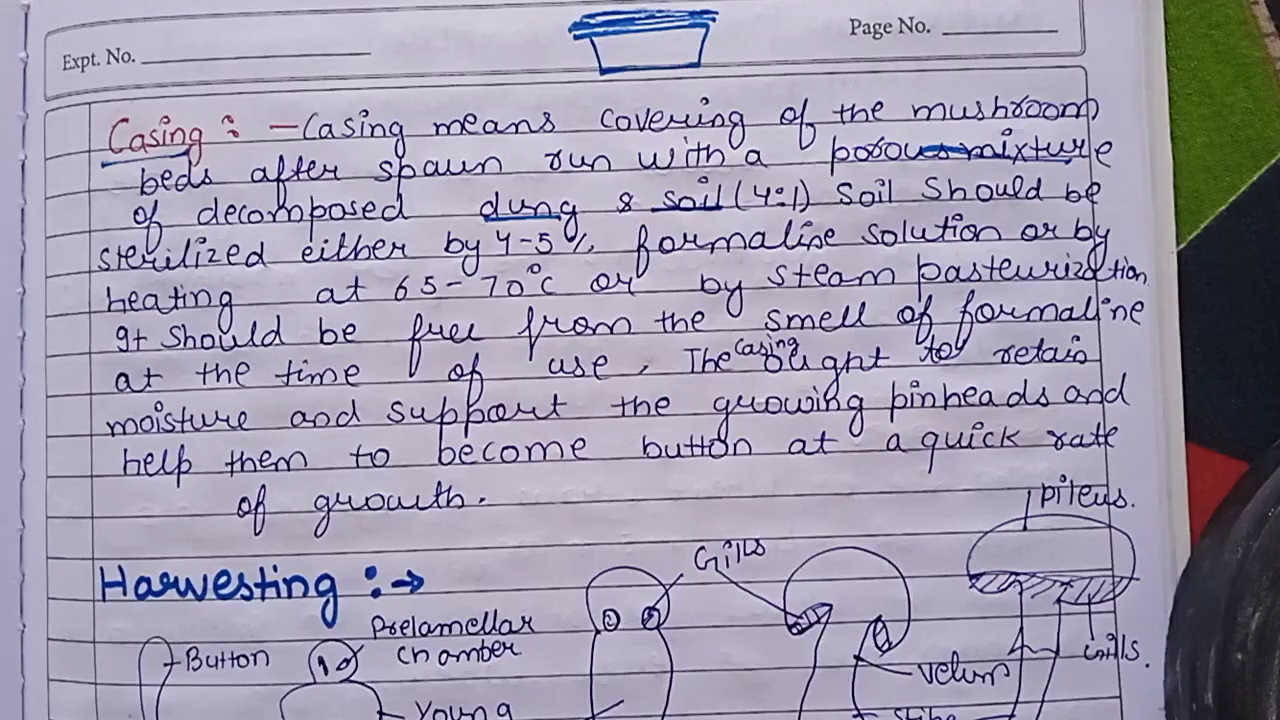 Expt. No.
Page No.
Casing : - Casing means covering of the mushroom
beds after spawn run with a porous mixture
of decomposed dung & soil (4:1) Soil Should be
sterilized either by 4-5% formaline solution or by
heating at 65-70°C or by steam pasteurization
It should be free from the smell of formaline
at the time of use, The casing ought to retain
moisture and support the growing pinheads and
help them to become button at a quick rate
of growth.
Pileus.
Gills
Harvesting :→
Prelamellar
chamber
Button
Gills.
Velum
Young